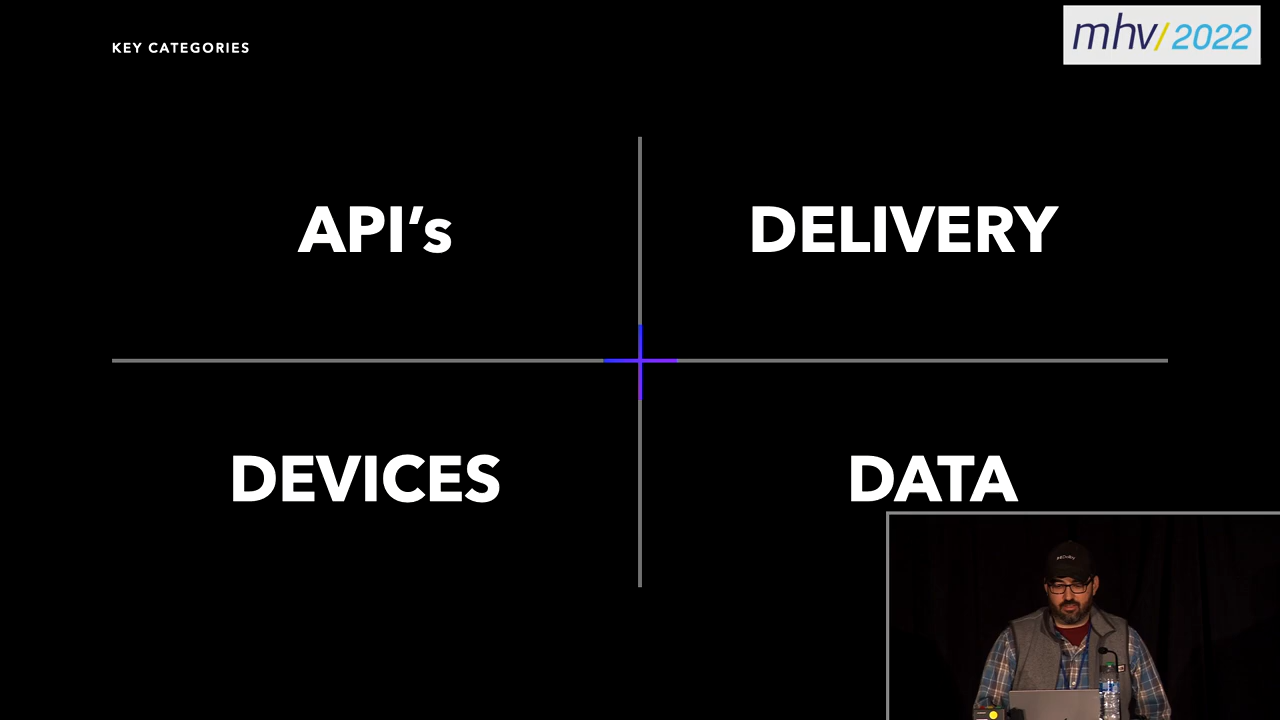 KEY CATEGORIES
mhv/2022
API’s
DELIVERY
DEVICES
DATA